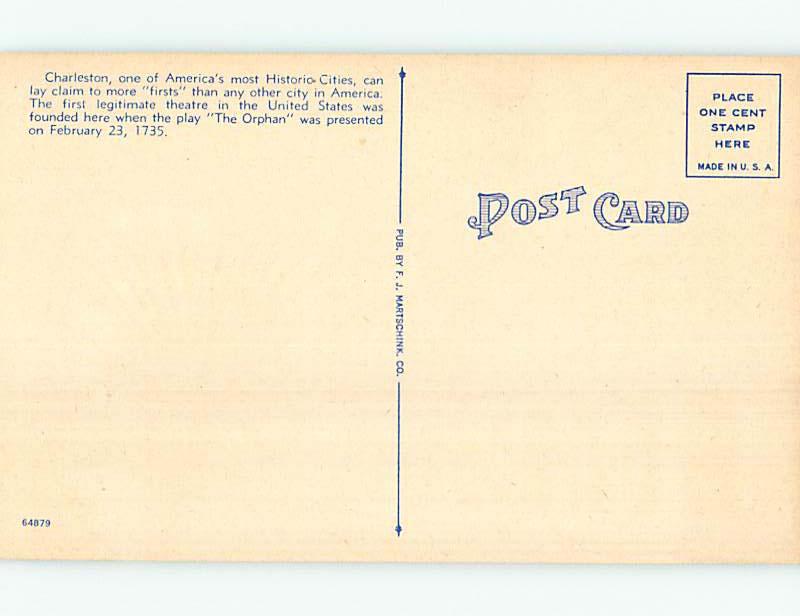 Charleston, one of America's most Historic Cities, can
lay claim to more "firsts" than any other city in America.
The first legitimate theatre in the United States was
founded here when the play "The Orphan" was presented
on February 23, 1735.
PUB. BY F. J. MARTSCHINK, CO.
PLACE
ONE CENT
STAMP
HERE
MADE IN U. S. A.
POST CARD
64879